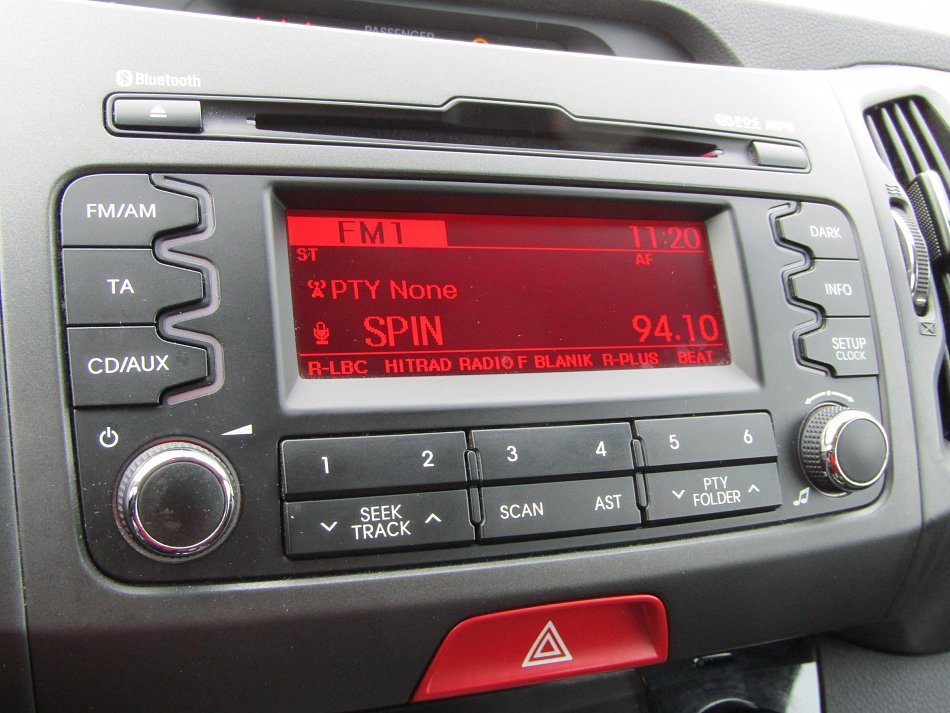 PASSENGER
Bluetooth
RDS MP3
FM/AM
TA
CD/AUX
FM1 11:20
ST AF
PTY None
SPIN 94.10
R-LBC HITRAD RADIO F BLANIK R-PLUS BEAT
DARK
INFO
SETUP
CLOCK
1 2 3 4 5 6
SEEK
TRACK
SCAN AST
PTY
FOLDER